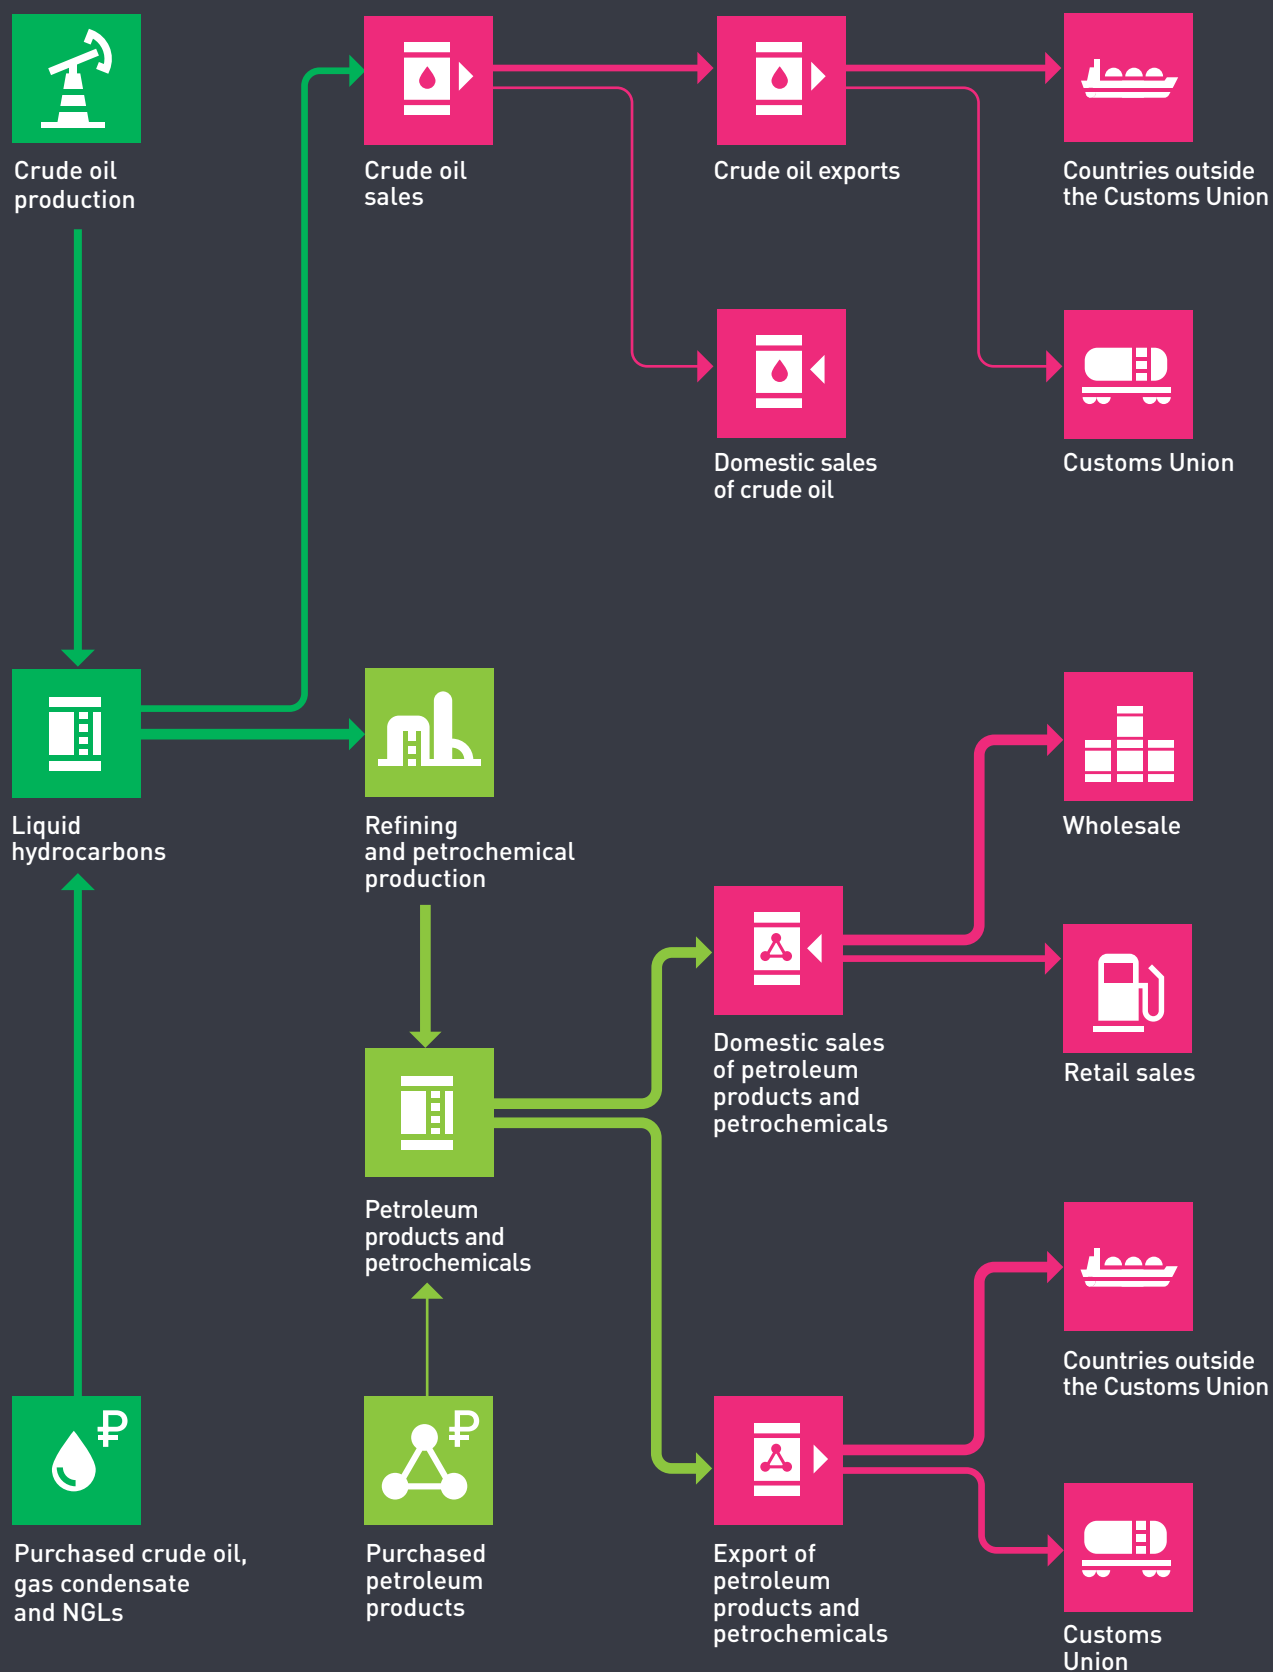 Crude oil
production
Crude oil
sales
Crude oil exports
Countries outside
the Customs Union
Domestic sales
of crude oil
Customs Union
Liquid
hydrocarbons
Refining
and petrochemical
production
Wholesale
Domestic sales
of petroleum
products and
petrochemicals
Retail sales
Petroleum
products and
petrochemicals
Countries outside
the Customs Union
₽
Purchased crude oil,
gas condensate
and NGLs
₽
Purchased
petroleum
products
Export of
petroleum
products and
petrochemicals
Customs
Union